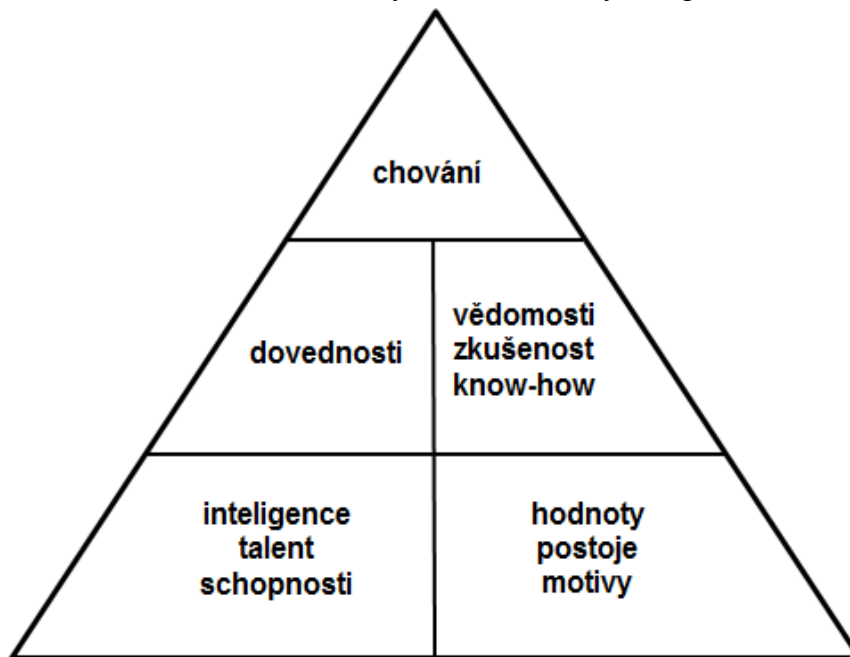 chování
dovednosti
vědomosti
zkušenost
know-how
inteligence
talent
schopnosti
hodnoty
postoje
motivy